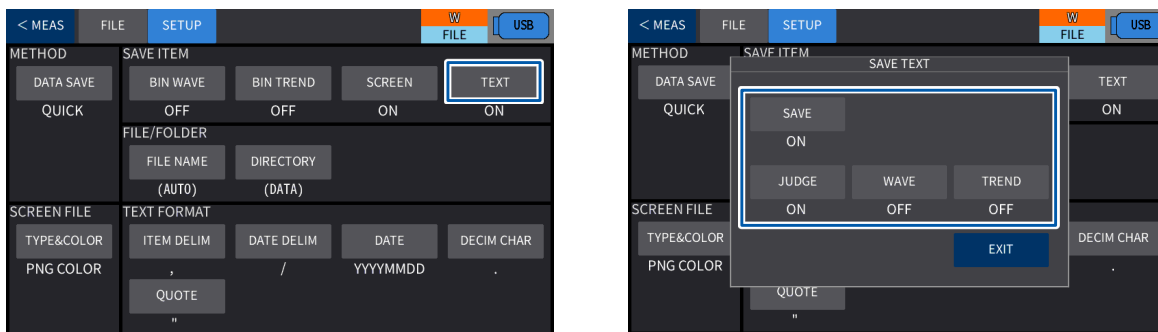 < MEAS FILE SETUP W FILE USB
METHOD SAVE ITEM
DATA SAVE BIN WAVE BIN TREND SCREEN TEXT
QUICK OFF OFF ON ON
FILE/FOLDER
FILE NAME DIRECTORY
(AUTO) (DATA)
SCREEN FILE TEXT FORMAT
TYPE&COLOR ITEM DELIM DATE DELIM DATE DECIM CHAR
PNG COLOR , / YYYYMMDD .
QUOTE
"
< MEAS FILE SETUP W FILE USB
METHOD SAVE ITEM
SAVE TEXT
DATA SAVE TEXT
QUICK ON
SAVE
ON
JUDGE WAVE TREND
ON OFF OFF
SCREEN FILE
TYPE&COLOR DECIM CHAR
EXIT
PNG COLOR .
QUOTE
"